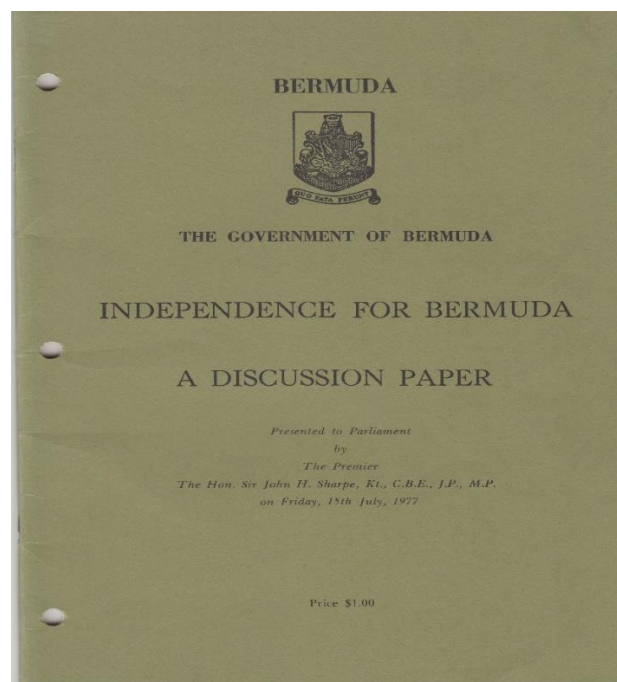 BERMUDA
QUO FATA FERUNT
THE GOVERNMENT OF BERMUDA
INDEPENDENCE FOR BERMUDA
A DISCUSSION PAPER
Presented to Parliament
by
The Premier
The Hon. Sir John H. Sharpe, Kt., C.B.E., J.P., M.P.
on Friday, 15th July, 1977
Price $1.00